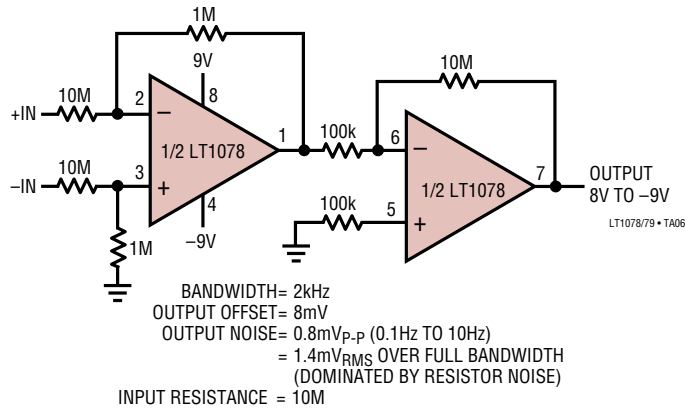 1M
9V
10M
10M
+IN
2
–
8
1/2 LT1078
1
100k
6
–
7
OUTPUT
8V TO –9V
10M
–IN
3
+
4
–9V
1M
100k
5
+
1/2 LT1078
LT1078/79 • TA06
BANDWIDTH= 2kHz
OUTPUT OFFSET= 8mV
OUTPUT NOISE= 0.8mVP-P (0.1Hz TO 10Hz)
= 1.4mVRMS OVER FULL BANDWIDTH
(DOMINATED BY RESISTOR NOISE)
INPUT RESISTANCE = 10M